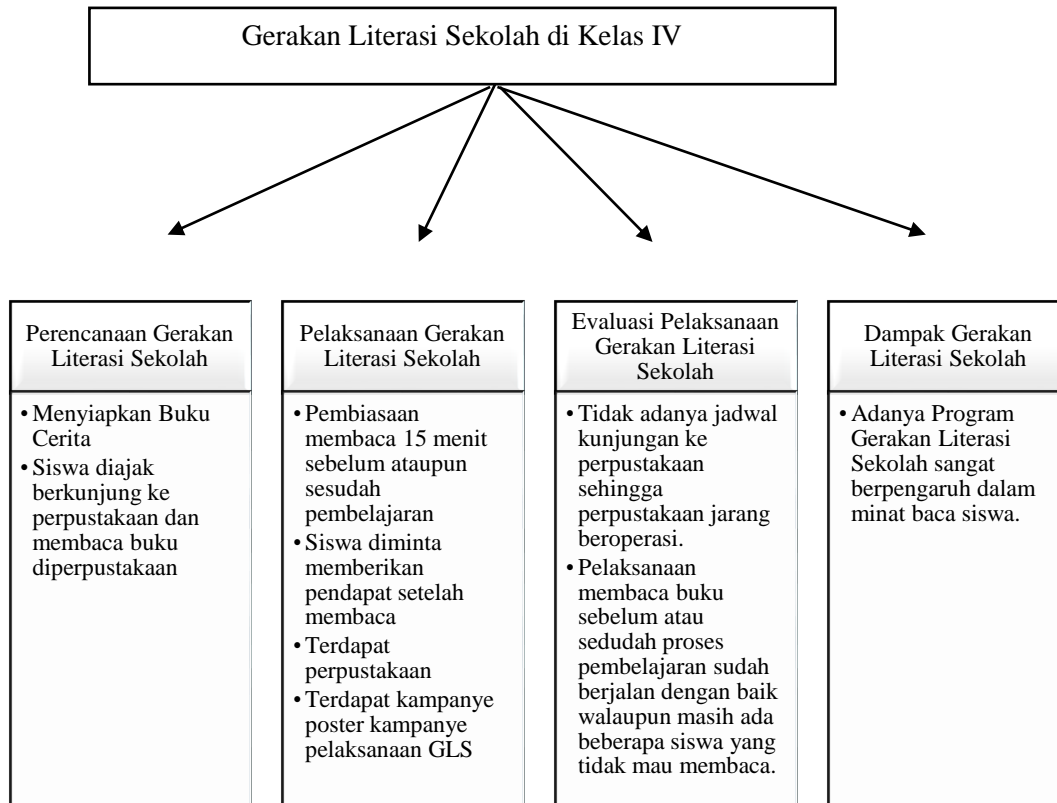 Gerakan Literasi Sekolah di Kelas IV
Perencanaan Gerakan
Literasi Sekolah
• Menyiapkan Buku
Cerita
• Siswa diajak
berkunjung ke
perpustakaan dan
membaca buku
diperpustakaan
Pelaksanaan Gerakan
Literasi Sekolah
• Pembiasaan
membaca 15 menit
sebelum ataupun
sesudah
pembelajaran
• Siswa diminta
memberikan
pendapat setelah
membaca
• Terdapat
perpustakaan
• Terdapat kampanye
poster kampanye
pelaksanaan GLS
Evaluasi Pelaksanaan
Gerakan Literasi
Sekolah
• Tidak adanya jadwal
kunjungan ke
perpustakaan
sehingga
perpustakaan jarang
beroperasi.
• Pelaksanaan
membaca buku
sebelum atau
sedudah proses
pembelajaran sudah
berjalan dengan baik
walaupun masih ada
beberapa siswa yang
tidak mau membaca.
Dampak Gerakan
Literasi Sekolah
• Adanya Program
Gerakan Literasi
Sekolah sangat
berpengaruh dalam
minat baca siswa.